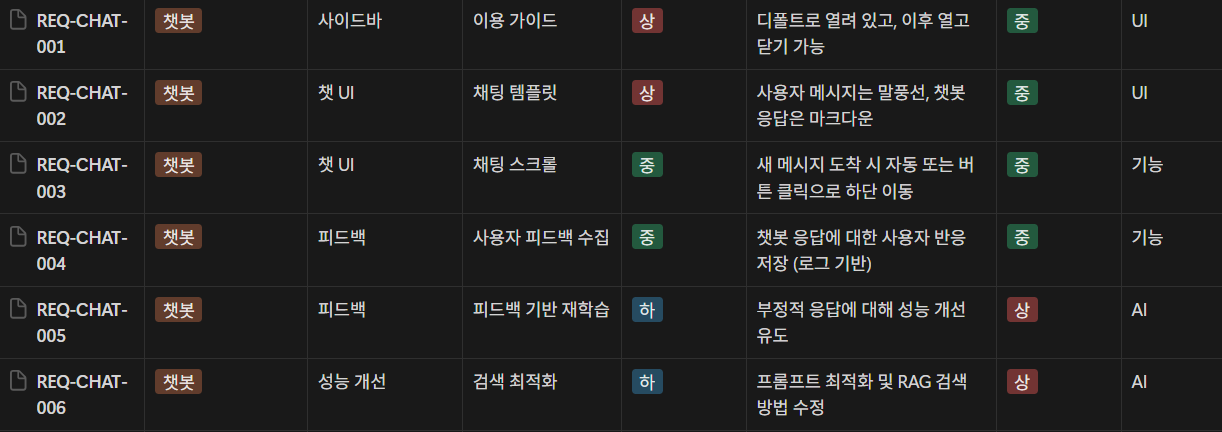 REQ-CHAT-001 챗봇 사이드바 이용 가이드 상 디폴트로 열려 있고, 이후 열고 닫기 가능 중 UI
REQ-CHAT-002 챗봇 챗 UI 채팅 템플릿 상 사용자 메시지는 말풍선, 챗봇 응답은 마크다운 중 UI
REQ-CHAT-003 챗봇 챗 UI 채팅 스크롤 중 새 메시지 도착 시 자동 또는 버튼 클릭으로 하단 이동 중 기능
REQ-CHAT-004 챗봇 피드백 사용자 피드백 수집 중 챗봇 응답에 대한 사용자 반응 저장 (로그 기반) 중 기능
REQ-CHAT-005 챗봇 피드백 피드백 기반 재학습 하 부정적 응답에 대해 성능 개선 유도 상 AI
REQ-CHAT-006 챗봇 성능 개선 검색 최적화 하 프롬프트 최적화 및 RAG 검색 방법 수정 상 AI